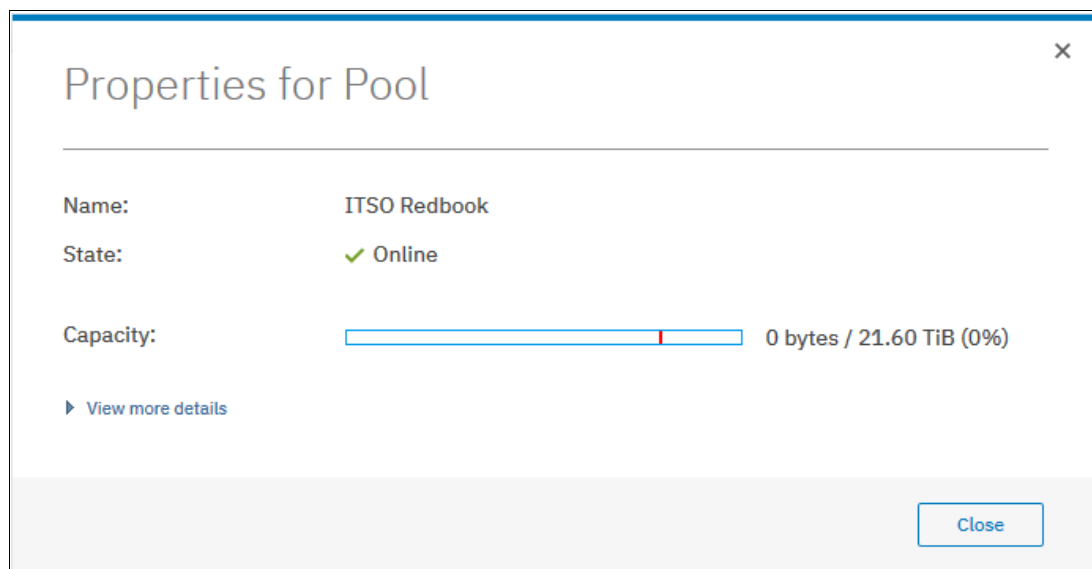 Properties for Pool
Name: ITSO Redbook
State: Online
Capacity: 0 bytes / 21.60 TiB (0%)
View more details
Close